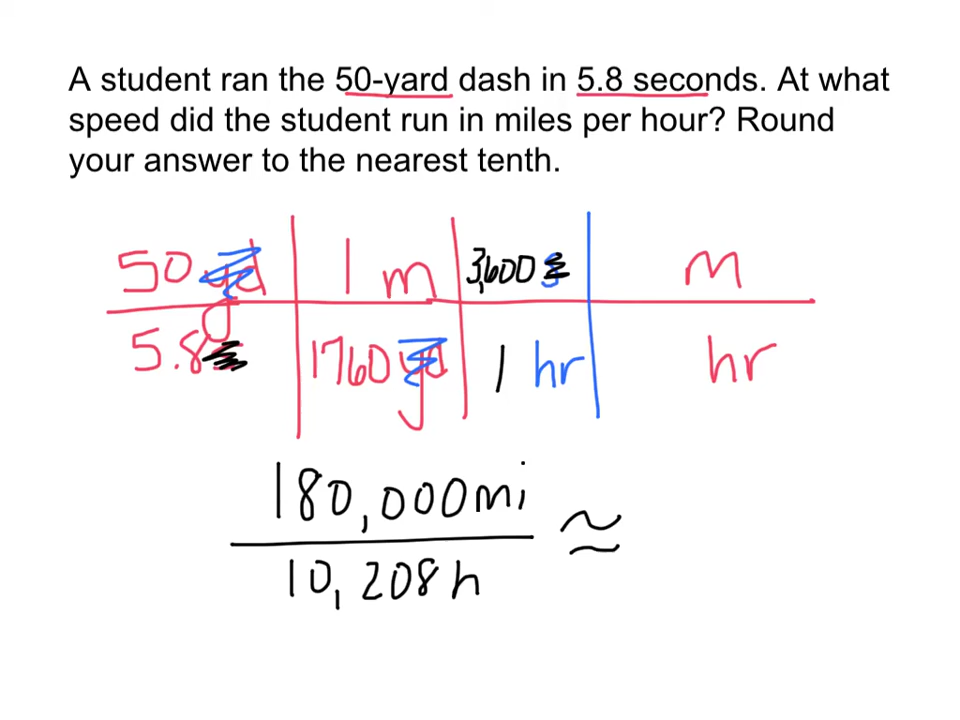 A student ran the 50-yard dash in 5.8 seconds. At what
speed did the student run in miles per hour? Round
your answer to the nearest tenth.
50 yd 1 m 3,600 s m
5.8 s 1760 yd 1 hr hr
180,000 mi ≈
10,208 h